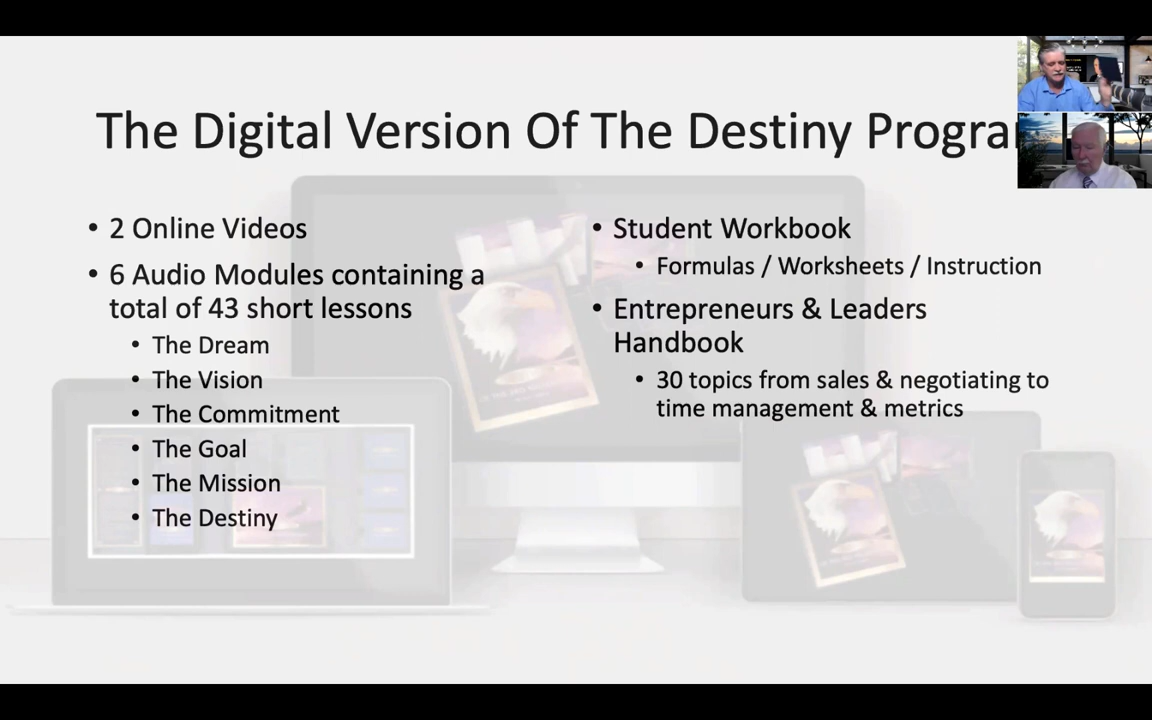 The Digital Version Of The Destiny Progra
• 2 Online Videos
• 6 Audio Modules containing a
total of 43 short lessons
• The Dream
• The Vision
• The Commitment
• The Goal
• The Mission
• The Destiny
• Student Workbook
• Formulas / Worksheets / Instruction
• Entrepreneurs & Leaders
Handbook
• 30 topics from sales & negotiating to
time management & metrics